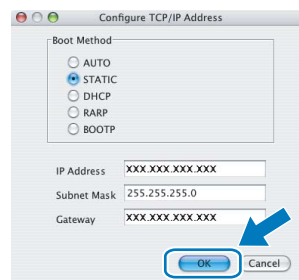 Configure TCP/IP Address
Boot Method
AUTO
STATIC
DHCP
RARP
BOOTP
IP Address XXX.XXX.XXX.XXX
Subnet Mask 255.255.255.0
Gateway XXX.XXX.XXX.XXX
OK Cancel